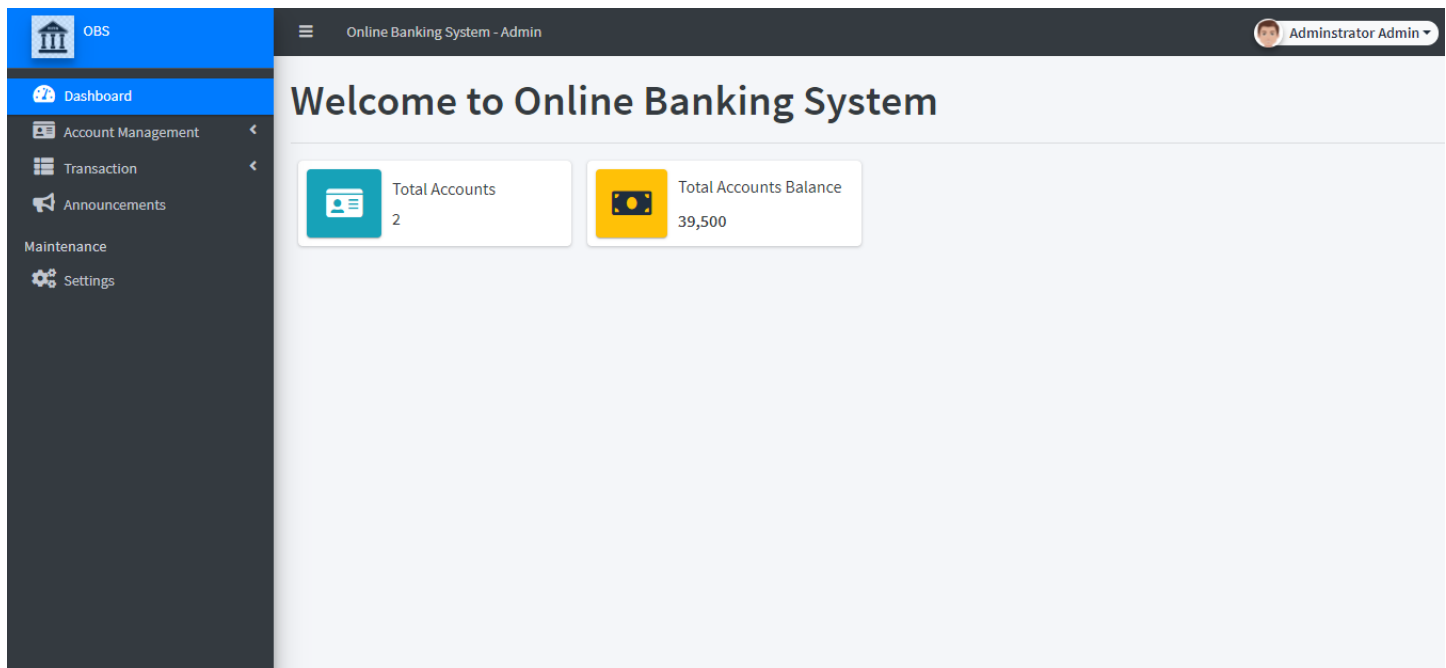 OBS
Online Banking System - Admin
Adminstrator Admin
Dashboard
Account Management
Transaction
Announcements
Maintenance
Settings
Welcome to Online Banking System
Total Accounts
2
Total Accounts Balance
39,500